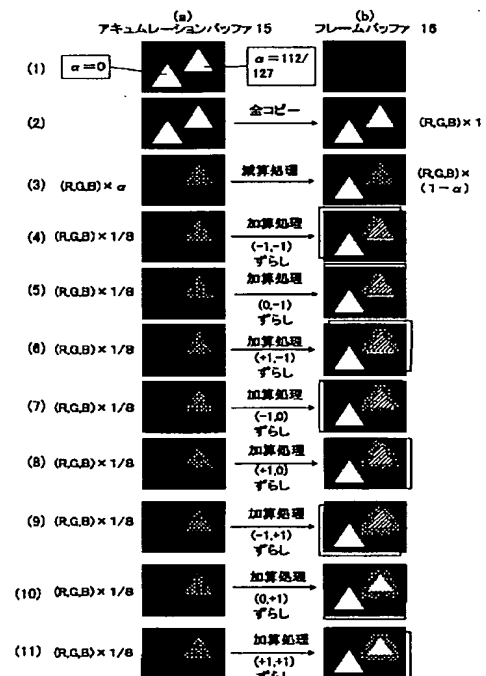 (a)
(b)
アキュムレーションバッファ 15
フレームバッファ 16
(1)
α=0
α=112/
127
(2)
全コピー
(R,G,B)×1
(3) (R,G,B)×α
減算処理
(R,G,B)×
(1-α)
(4) (R,G,B)×1/8
加算処理
(-1,-1)
ずらし
(5) (R,G,B)×1/8
加算処理
(0,-1)
ずらし
(6) (R,G,B)×1/8
加算処理
(+1,-1)
ずらし
(7) (R,G,B)×1/8
加算処理
(-1,0)
ずらし
(8) (R,G,B)×1/8
加算処理
(+1,0)
ずらし
(9) (R,G,B)×1/8
加算処理
(-1,+1)
ずらし
(10) (R,G,B)×1/8
加算処理
(0,+1)
ずらし
(11) (R,G,B)×1/8
加算処理
(+1,+1)
ずらし